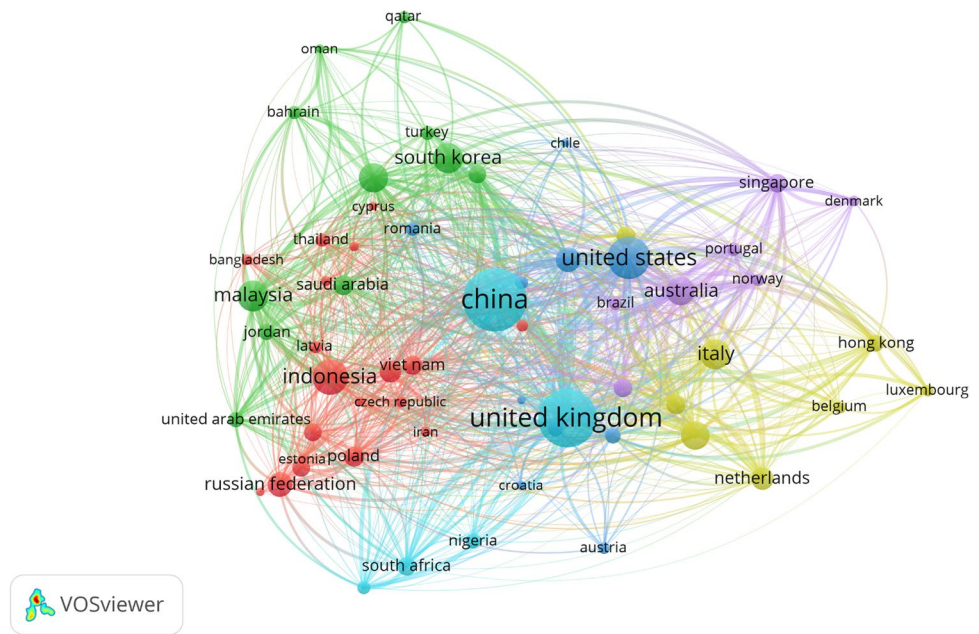 qatar
oman
bahrain
turkey
chile
south korea
singapore
denmark
cyprus
romania
thailand
portugal
bangladesh
united states
norway
saudi arabia
malaysia
australia
china
brazil
jordan
hong kong
latvia
italy
viet nam
indonesia
luxembourg
czech republic
belgium
united kingdom
united arab emirates
iran
estonia
poland
netherlands
russian federation
croatia
nigeria
austria
south africa
VOSviewer